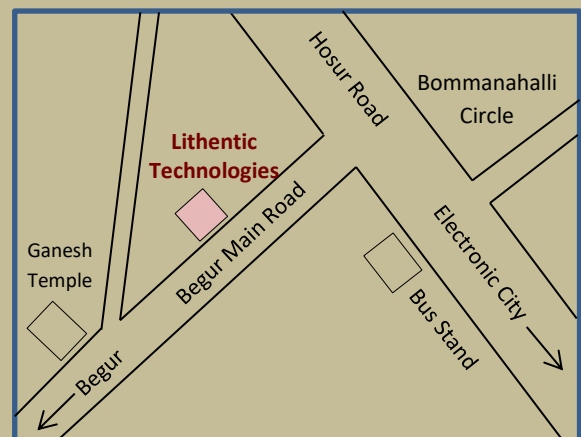 Hosur Road
Bommanahalli
Circle
Lithentic
Technologies
Begur Main Road
Ganesh
Temple
Electronic City
Bus Stand
Begur